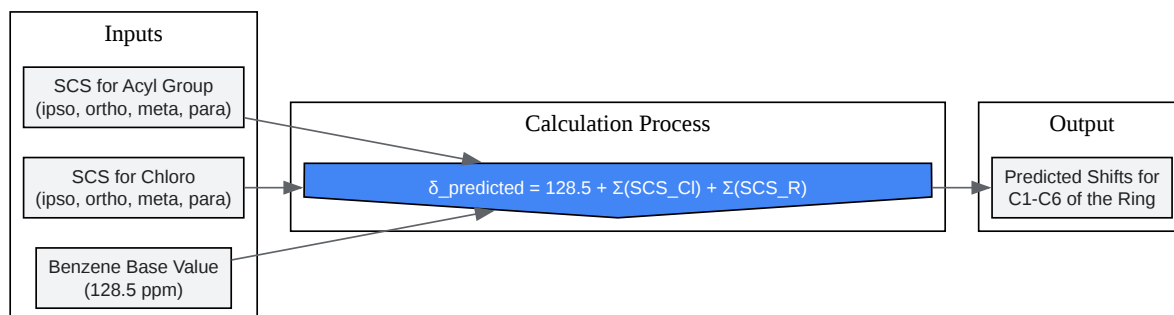 Inputs
SCS for Acyl Group
(ipso, ortho, meta, para)
SCS for Chloro
(ipso, ortho, meta, para)
Benzene Base Value
(128.5 ppm)
Calculation Process
δ_predicted = 128.5 + Σ(SCS_Cl) + Σ(SCS_R)
Output
Predicted Shifts for
C1-C6 of the Ring